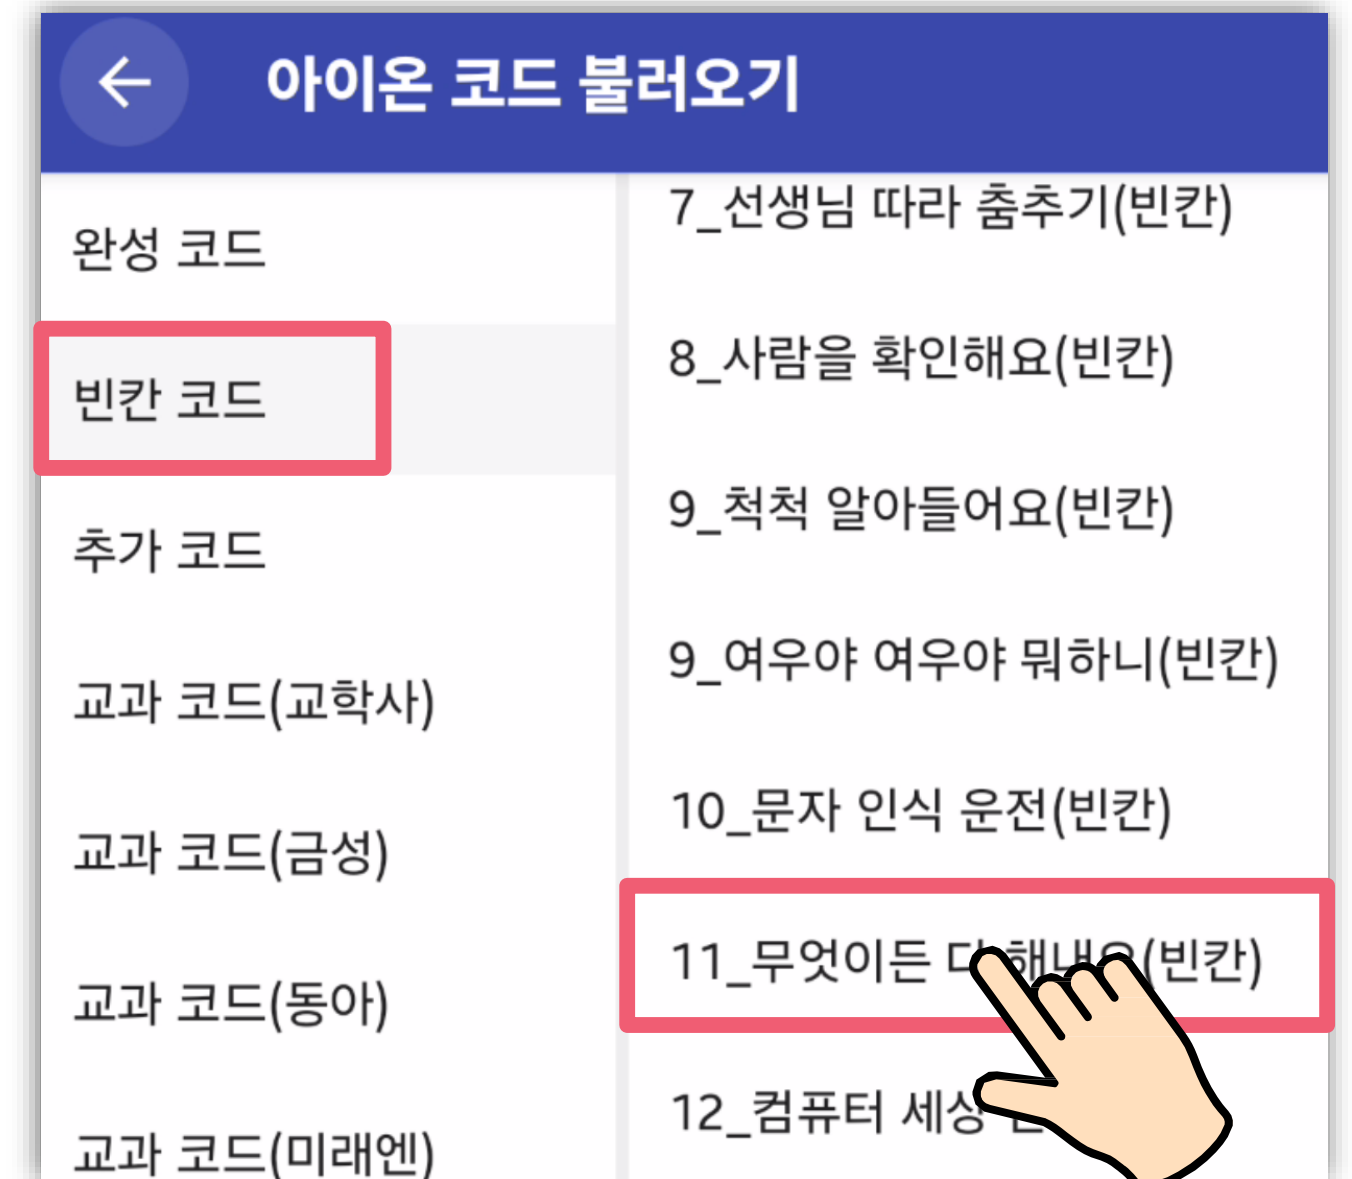 아이온 코드 불러오기
완성 코드
빈칸 코드
추가 코드
교과 코드(교학사)
교과 코드(금성)
교과 코드(동아)
교과 코드(미래엔)
7_선생님 따라 춤추기(빈칸)
8_사람을 확인해요(빈칸)
9_척척 알아들어요(빈칸)
9_여우야 여우야 뭐하니(빈칸)
10_문자 인식 운전(빈칸)
11_무엇이든 다 해내요(빈칸)
12_컴퓨터 세상